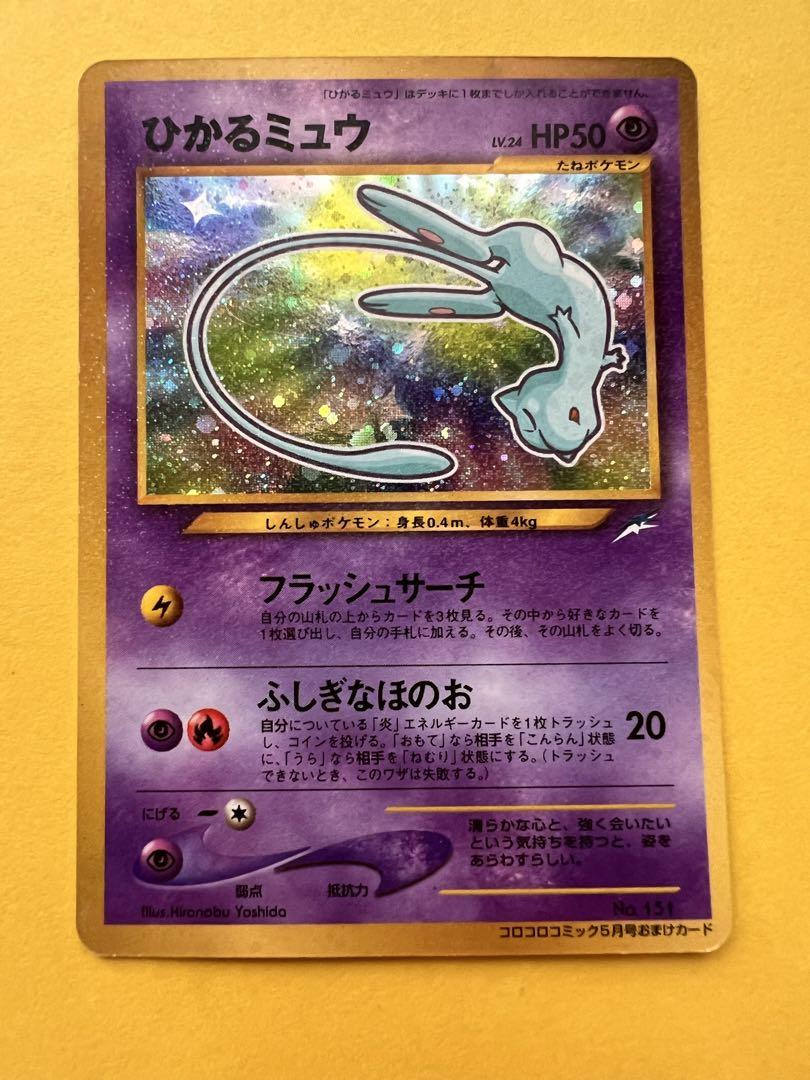 「ひかるミュウ」はデッキに1枚までしか入れることができません。
ひかるミュウ
LV.24 HP50
たねポケモン
しんしゅポケモン：身長0.4m、体重4kg
フラッシュサーチ
自分の山札の上からカードを3枚見る。その中から好きなカードを
1枚選び出し、自分の手札に加える。その後、その山札をよく切る。
ふしぎなほのお
自分についている「炎」エネルギーカードを1枚トラッシュ
し、コインを投げる。「おもて」なら相手を「こんらん」状態
に、「うら」なら相手を「ねむり」状態にする。（トラッシュ
できないとき、このワザは失敗する。）
20
にげる
清らかな心と、強く会いたい
という気持ちを持つと、姿を
あらわすらしい。
弱点 抵抗力
Illus.Hironobu Yoshida
No.151
コロコロコミック5月号おまけカード